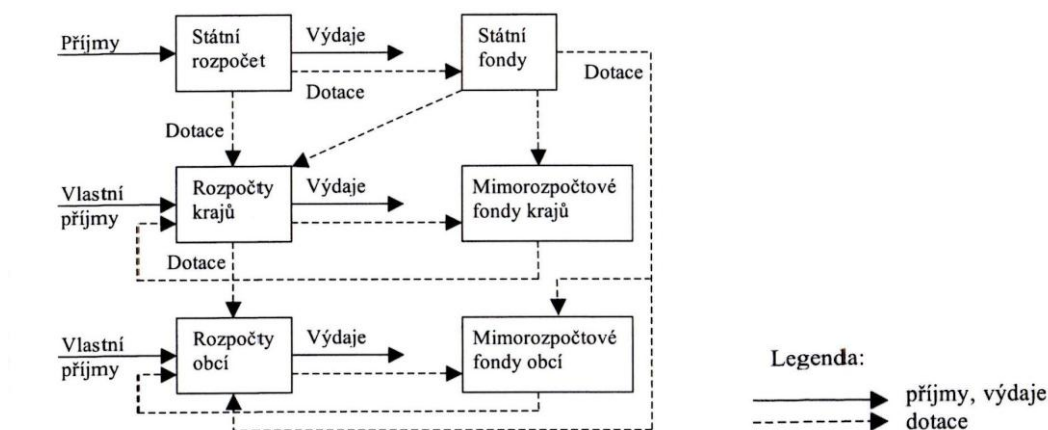 Příjmy
Státní
rozpočet
Výdaje
Státní
fondy
Dotace
Dotace
Dotace
Vlastní
příjmy
Rozpočty
krajů
Výdaje
Mimorozpočtové
fondy krajů
Dotace
Vlastní
příjmy
Rozpočty
obcí
Výdaje
Mimorozpočtové
fondy obcí
Legenda:
příjmy, výdaje
dotace